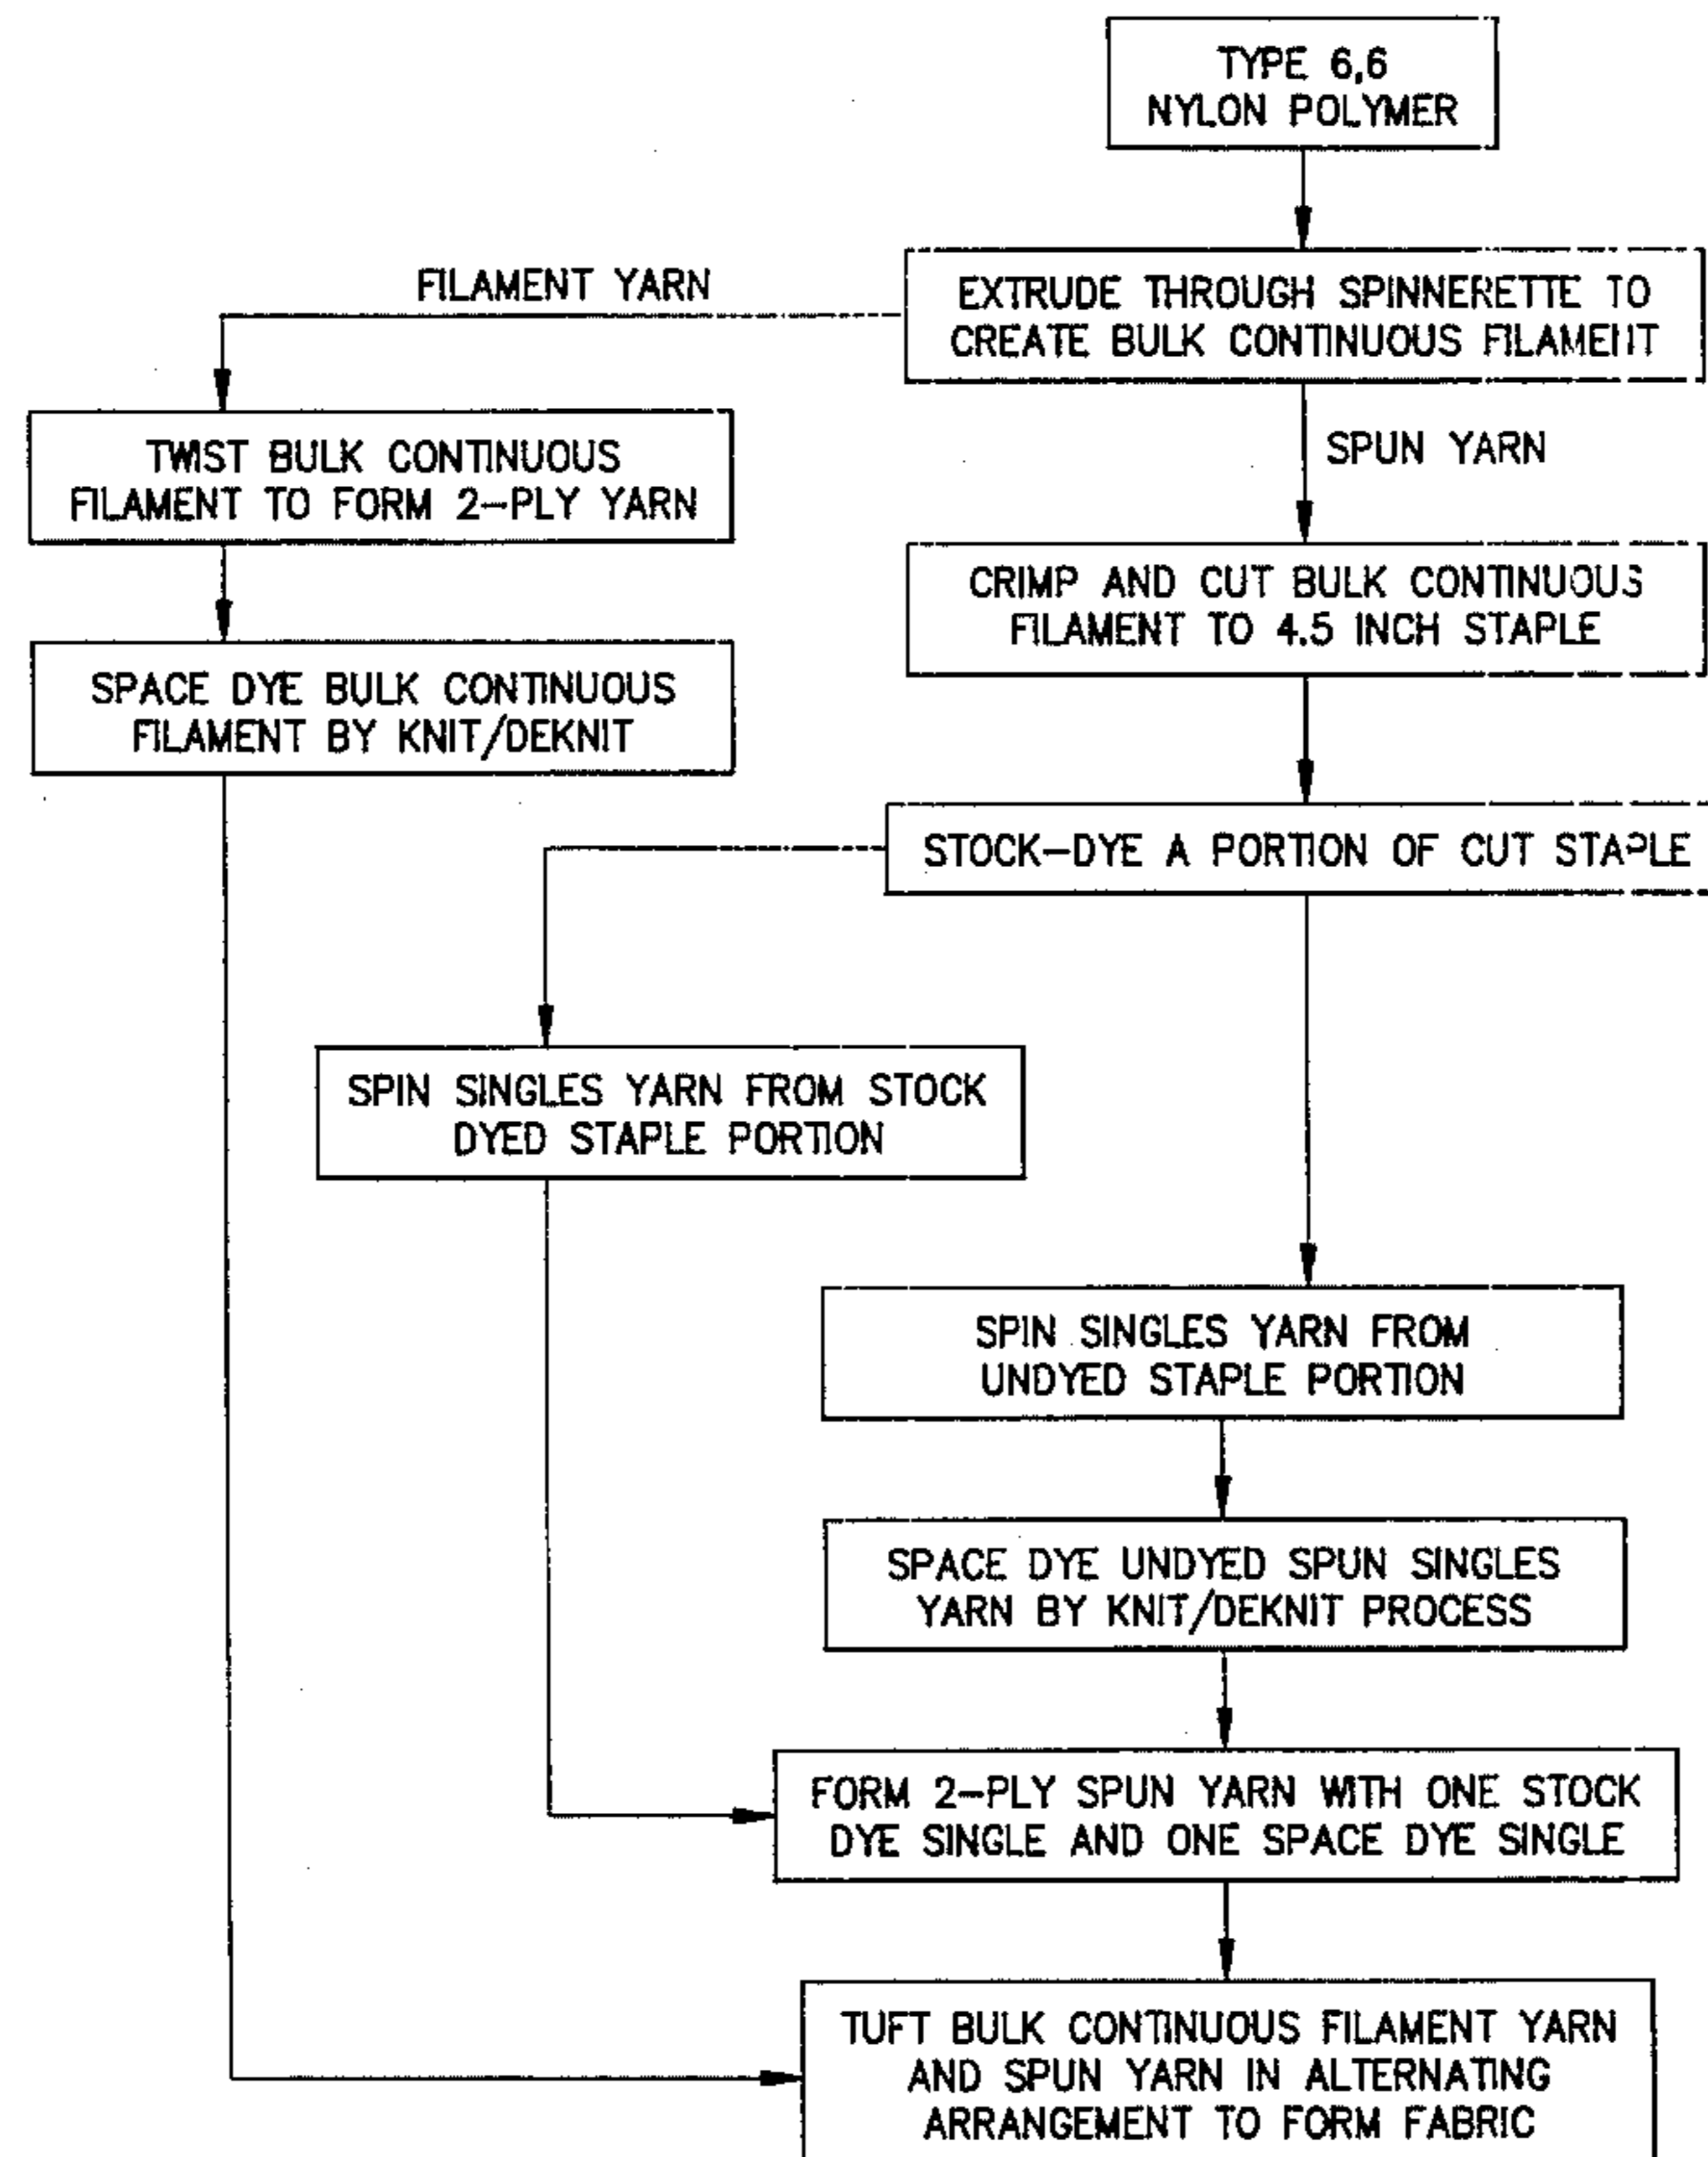 TYPE 6,6
NYLON POLYMER
FILAMENT YARN
EXTRUDE THROUGH SPINNERETTE TO
CREATE BULK CONTINUOUS FILAMENT
TWIST BULK CONTINUOUS
FILAMENT TO FORM 2-PLY YARN
SPUN YARN
CRIMP AND CUT BULK CONTINUOUS
FILAMENT TO 4.5 INCH STAPLE
SPACE DYE BULK CONTINUOUS
FILAMENT BY KNIT/DEKNIT
STOCK-DYE A PORTION OF CUT STAPLE
SPIN SINGLES YARN FROM STOCK
DYED STAPLE PORTION
SPIN SINGLES YARN FROM
UNDYED STAPLE PORTION
SPACE DYE UNDYED SPUN SINGLES
YARN BY KNIT/DEKNIT PROCESS
FORM 2-PLY SPUN YARN WITH ONE STOCK
DYE SINGLE AND ONE SPACE DYE SINGLE
TUFT BULK CONTINUOUS FILAMENT YARN
AND SPUN YARN IN ALTERNATING
ARRANGEMENT TO FORM FABRIC